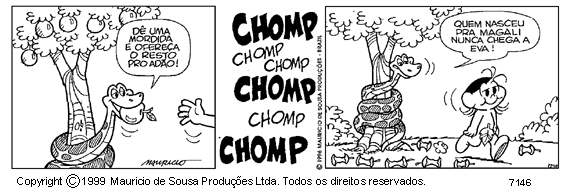 DÊ UMA
MORDIDA
E OFEREÇA
O RESTO
PRO ADÃO!
mauricio
CHOMP
CHOMP
CHOMP
CHOMP
CHOMP
CHOMP
© 1996 MAURICIO DE SOUSA PRODUÇÕES - BRASIL
QUEM NASCEU
PRA MAGALI
NUNCA CHEGA A
EVA!
Copyright © 1999 Mauricio de Sousa Produções Ltda. Todos os direitos reservados.
7146